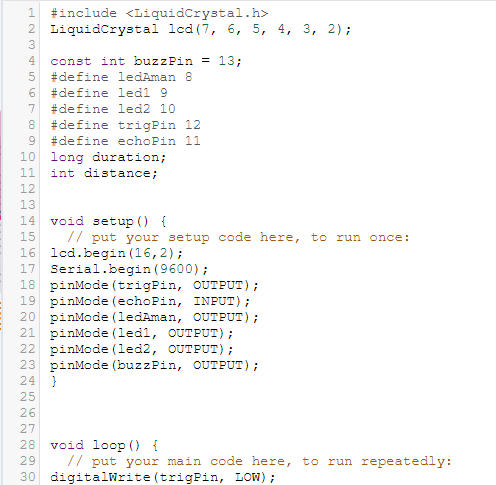 1 #include <LiquidCrystal.h>
2 LiquidCrystal lcd(7, 6, 5, 4, 3, 2);
3
4 const int buzzPin = 13;
5 #define ledAman 8
6 #define led1 9
7 #define led2 10
8 #define trigPin 12
9 #define echoPin 11
10 long duration;
11 int distance;
12
13
14 void setup() {
15   // put your setup code here, to run once:
16 lcd.begin(16,2);
17 Serial.begin(9600);
18 pinMode(trigPin, OUTPUT);
19 pinMode(echoPin, INPUT);
20 pinMode(ledAman, OUTPUT);
21 pinMode(led1, OUTPUT);
22 pinMode(led2, OUTPUT);
23 pinMode(buzzPin, OUTPUT);
24 }
25
26
27
28 void loop() {
29   // put your main code here, to run repeatedly:
30 digitalWrite(trigPin, LOW);